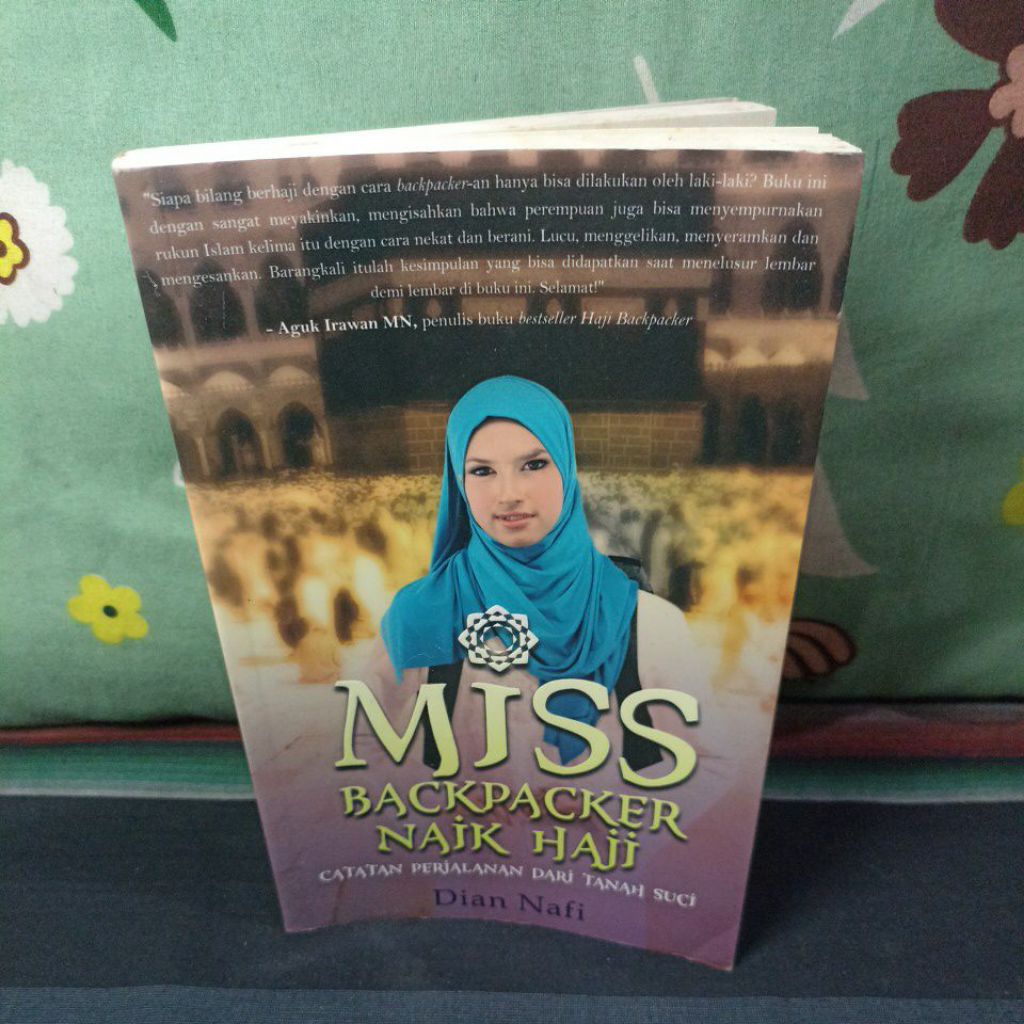 "Siapa bilang berhaji dengan cara backpacker-an hanya bisa dilakukan oleh laki-laki? Buku ini
dengan sangat meyakinkan, mengisahkan bahwa perempuan juga bisa menyempurnakan
rukun Islam kelima itu dengan cara nekat dan berani. Lucu, menggelikan, menyeramkan dan
mengesankan. Barangkali itulah kesimpulan yang bisa didapatkan saat menelusur lembar
demi lembar di buku ini. Selamat!"
- Aguk Irawan MN, penulis buku bestseller Haji Backpacker
MISS
BACKPACKER
NAIK HAJI
CATATAN PERJALANAN DARI TANAH SUCI
Dian Nafi